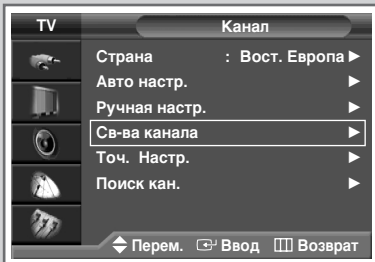 TV Канал
Страна : Вост. Европа
Авто настр.
Ручная настр.
Св-ва канала
Точ. Настр.
Поиск кан.
Перем. Ввод Возврат